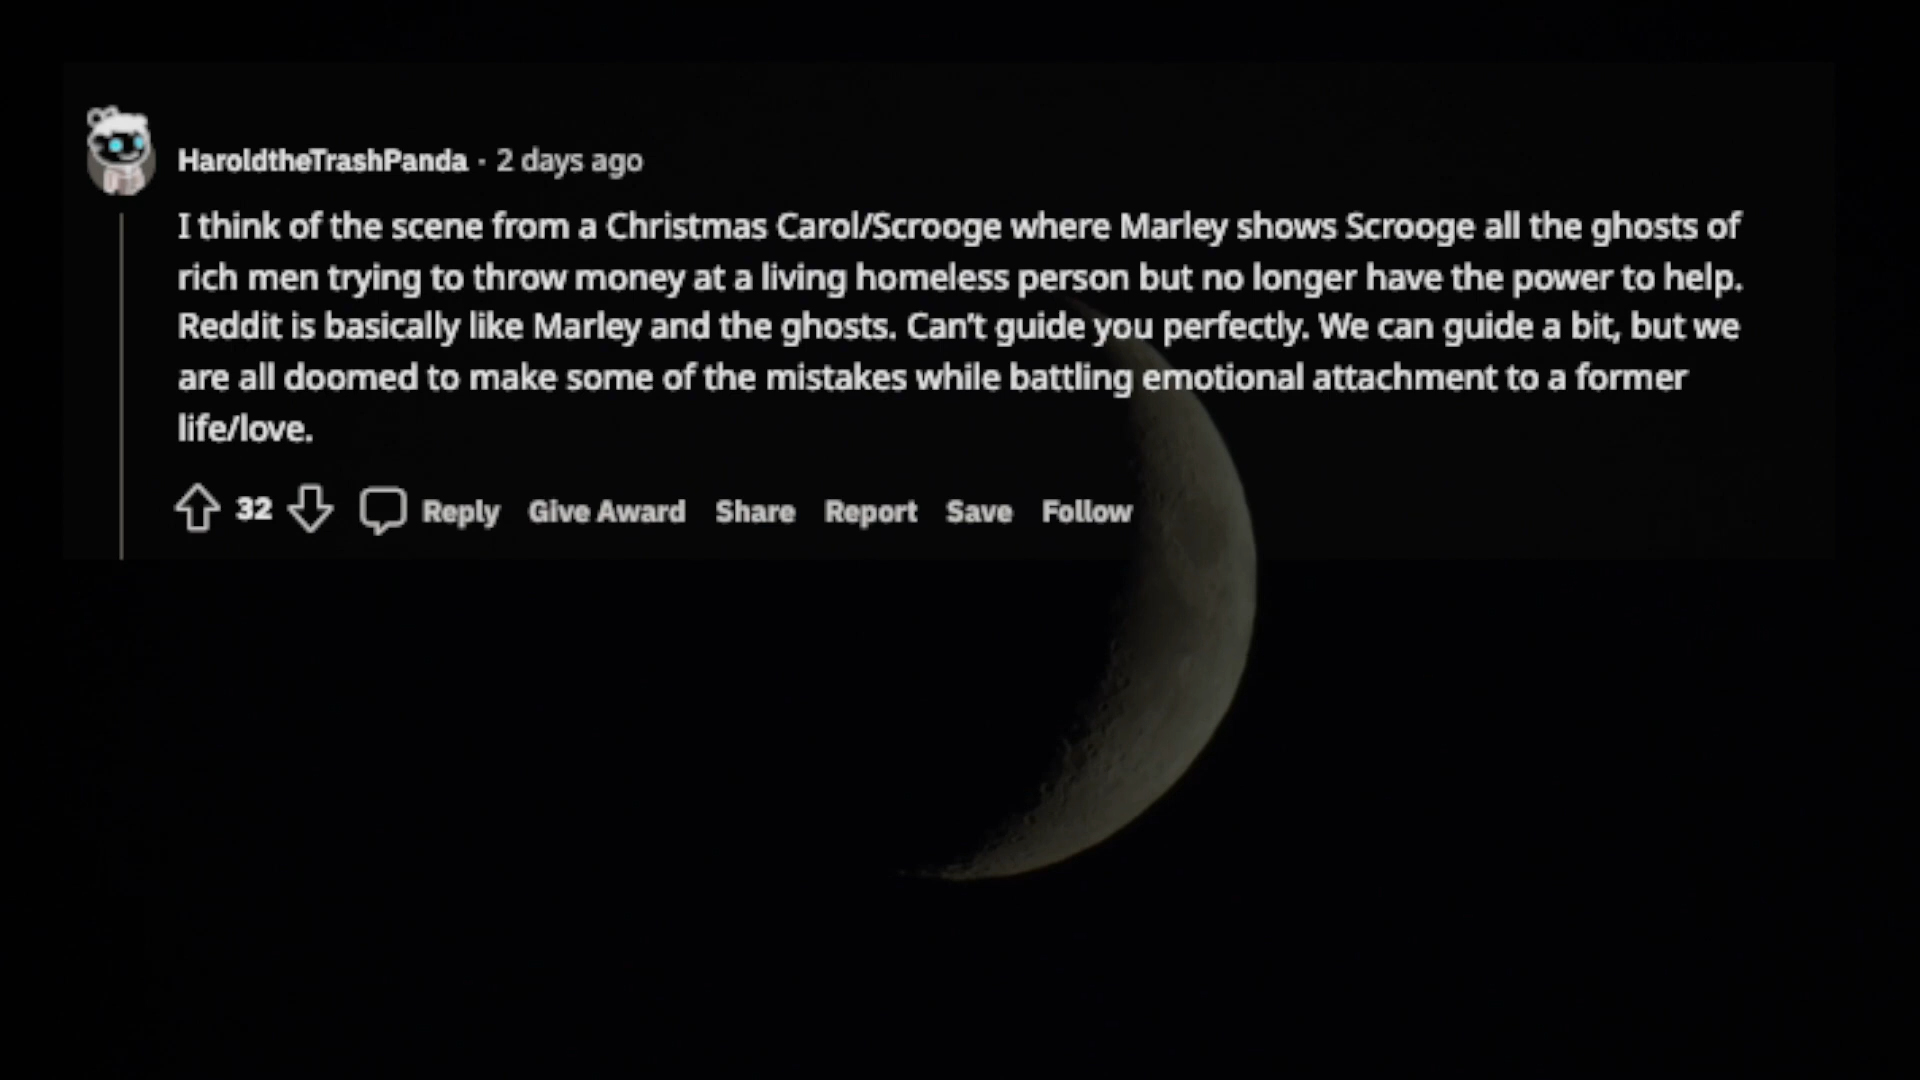 HaroldtheTrashPanda · 2 days ago
I think of the scene from a Christmas Carol/Scrooge where Marley shows Scrooge all the ghosts of
rich men trying to throw money at a living homeless person but no longer have the power to help.
Reddit is basically like Marley and the ghosts. Can't guide you perfectly. We can guide a bit, but we
are all doomed to make some of the mistakes while battling emotional attachment to a former
life/love.
32 Reply Give Award Share Report Save Follow